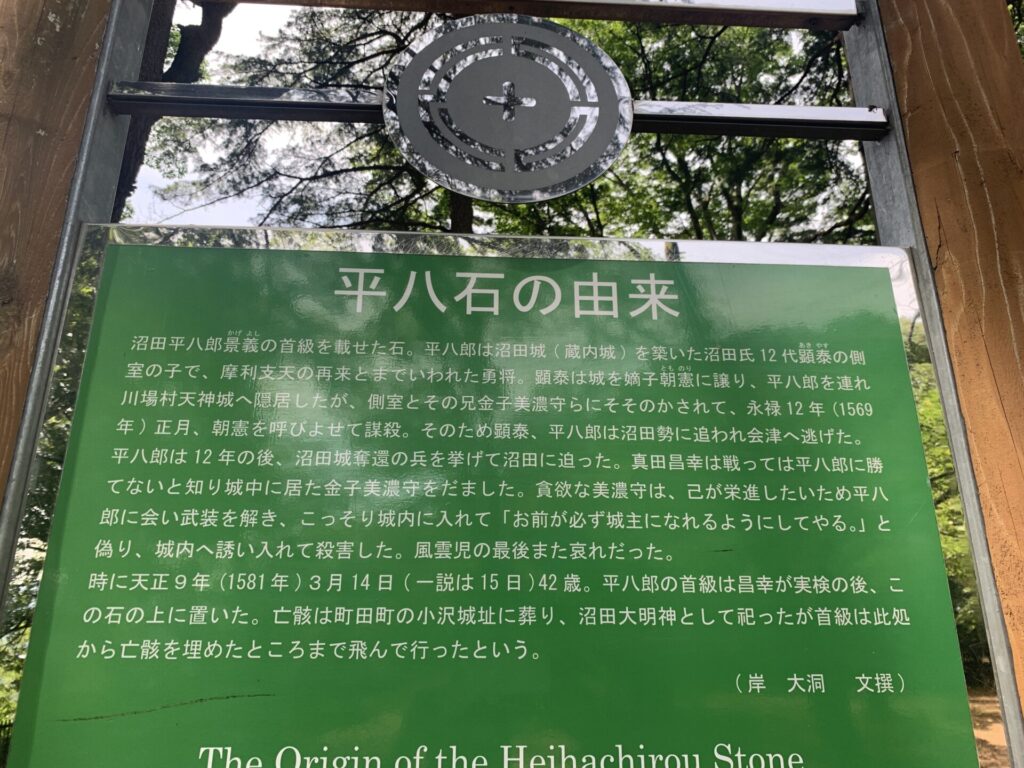 平八石の由来
沼田平八郎景義の首級を載せた石。平八郎は沼田城(蔵内城)を築いた沼田氏12代顕泰の側
かげ よし
あき やす
室の子で、摩利支天の再来とまでいわれた勇将。顕泰は城を嫡子朝憲に譲り、平八郎を連れ
とも のり
川場村天神城へ隠居したが、側室とその兄金子美濃守らにそそのかされて、永禄12年(1569
年)正月、朝憲を呼びよせて謀殺。そのため顕泰、平八郎は沼田勢に追われ会津へ逃げた。
平八郎は12年の後、沼田城奪還の兵を挙げて沼田に迫った。真田昌幸は戦っては平八郎に勝
てないと知り城中に居た金子美濃守をだました。貪欲な美濃守は、己が栄進したいため平八
郎に会い武装を解き、こっそり城内に入れて「お前が必ず城主になれるようにしてやる。」と
偽り、城内へ誘い入れて殺害した。風雲児の最後また哀れだった。
時に天正9年(1581年)3月14日(一説は15日)42歳。平八郎の首級は昌幸が実検の後、こ
の石の上に置いた。亡骸は町田町の小沢城址に葬り、沼田大明神として祀ったが首級は此処
から亡骸を埋めたところまで飛んで行ったという。
(岸 大洞 文撰)
The Origin of the Heihachirou Stone